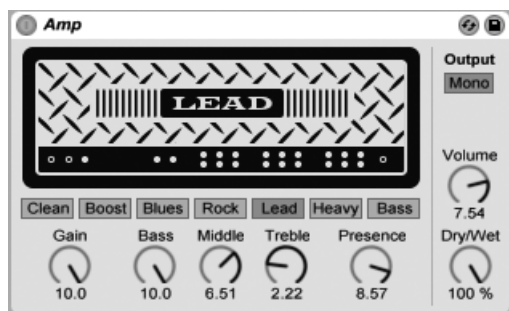 Amp
Output
Mono
LEAD
Volume
7.54
Clean Boost Blues Rock Lead Heavy Bass
Gain Bass Middle Treble Presence Dry/Wet
10.0 10.0 6.51 2.22 8.57 100 %